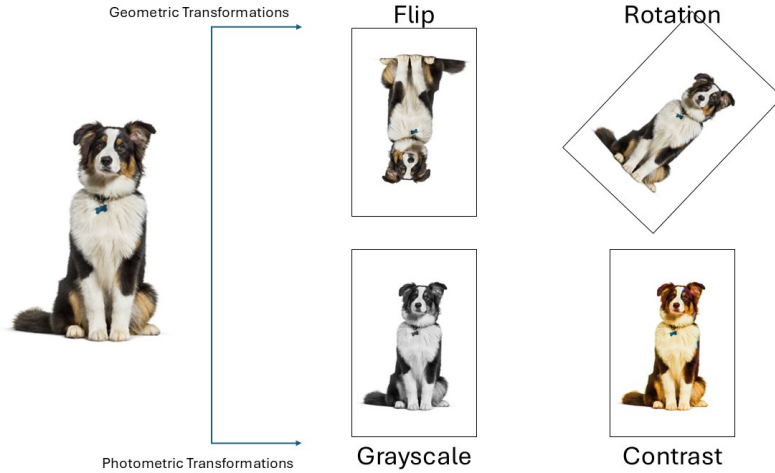 Geometric Transformations
Flip
Rotation
Photometric Transformations
Grayscale
Contrast